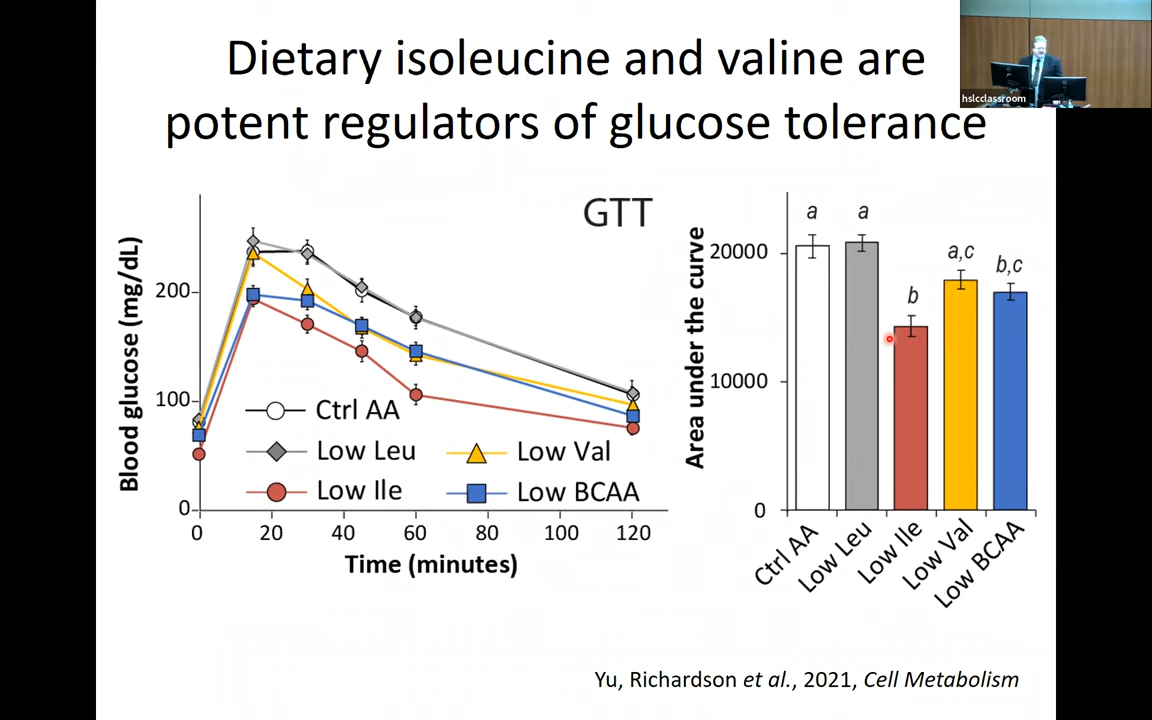 Dietary isoleucine and valine are
potent regulators of glucose tolerance
hslcclassroom
GTT
Blood glucose (mg/dL)
200
100
0
Ctrl AA
Low Leu
Low Val
Low Ile
Low BCAA
0 20 40 60 80 100 120
Time (minutes)
Area under the curve
20000
10000
0
a a b a,c b,c
Ctrl AA
Low Leu
Low Ile
Low Val
Low BCAA
Yu, Richardson et al., 2021, Cell Metabolism